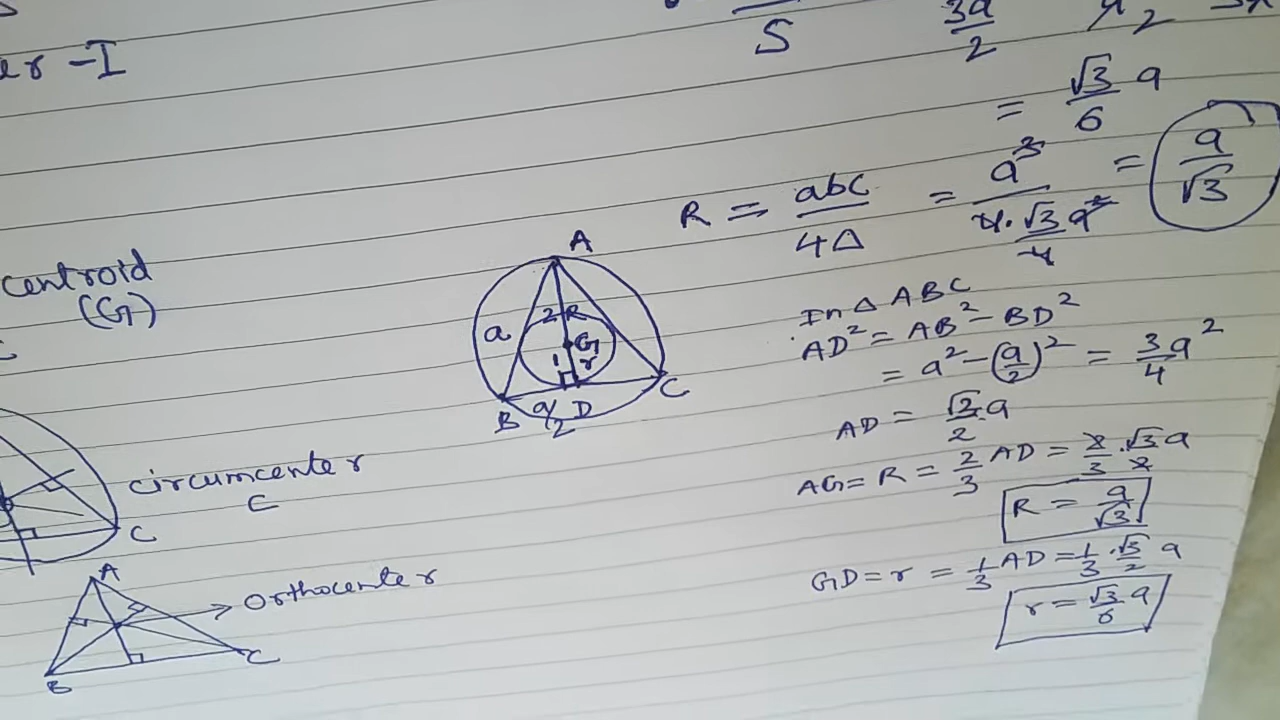 er - I
S
3a/2
= √3/6 a
R = abc/4Δ = a³/(4·√3/4 a²) = a/√3
centroid
(G)
A
a
2 R
G
1 r
B a/2 D C
In Δ ABC
AD² = AB² - BD²
= a² - (a/2)² = 3/4 a²
AD = √3/2 a
AG = R = 2/3 AD = 2/3 · √3/2 a
R = a/√3
GD = r = 1/3 AD = 1/3 · √3/2 a
r = √3/6 a
circumcenter
C
C
A
Orthocenter
B C